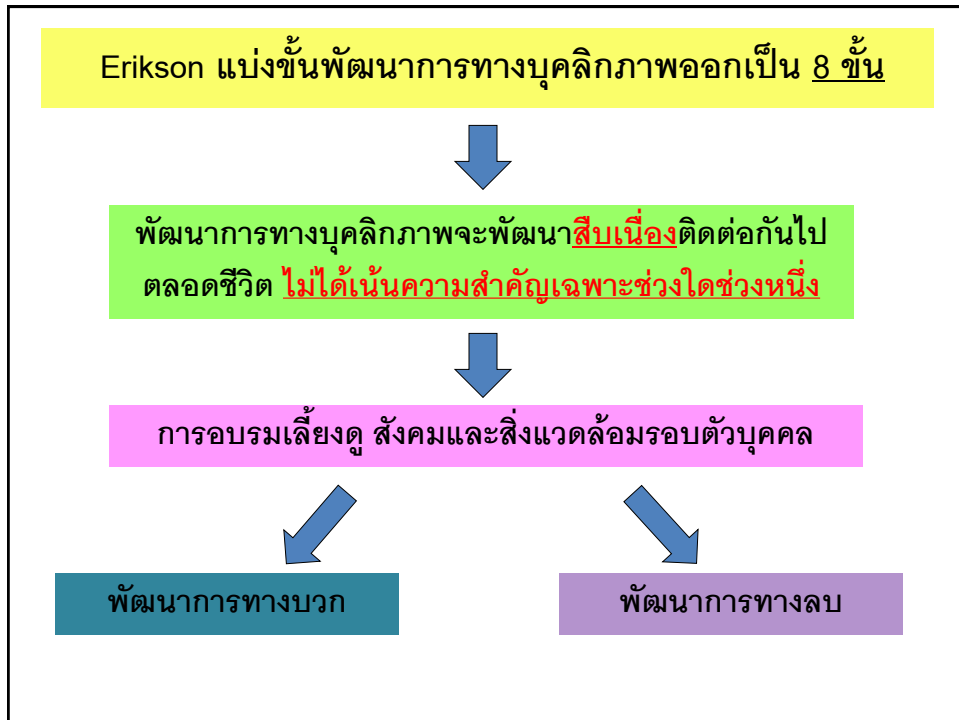 Erikson แบ่งขั้นพัฒนาการทางบุคลิกภาพออกเป็น 8 ขั้น
พัฒนาการทางบุคลิกภาพจะพัฒนาสืบเนื่องติดต่อกันไป
ตลอดชีวิต ไม่ได้เน้นความสำคัญเฉพาะช่วงใดช่วงหนึ่ง
การอบรมเลี้ยงดู สังคมและสิ่งแวดล้อมรอบตัวบุคคล
พัฒนาการทางบวก
พัฒนาการทางลบ